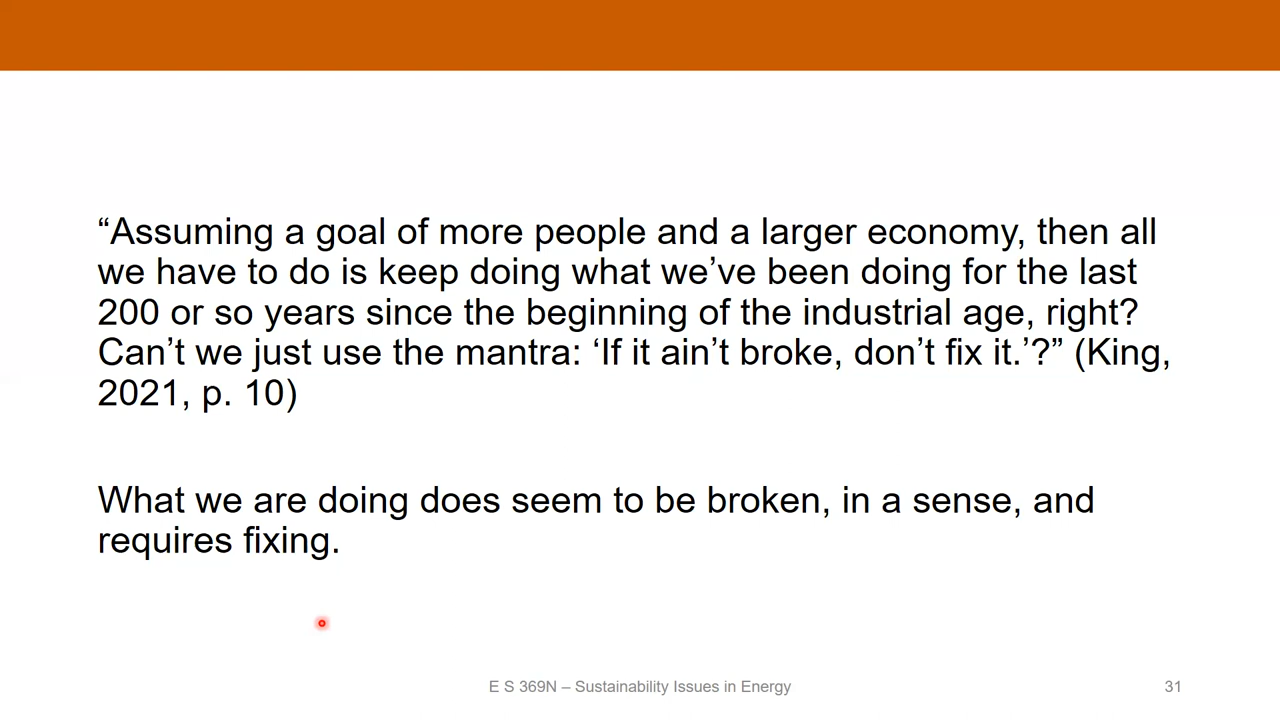 “Assuming a goal of more people and a larger economy, then all
we have to do is keep doing what we’ve been doing for the last
200 or so years since the beginning of the industrial age, right?
Can’t we just use the mantra: ‘If it ain’t broke, don’t fix it.’?” (King,
2021, p. 10)
What we are doing does seem to be broken, in a sense, and
requires fixing.
E S 369N – Sustainability Issues in Energy
31